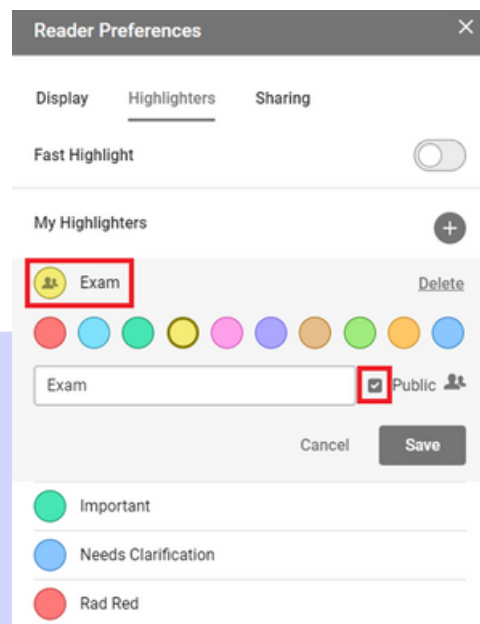 Reader Preferences
Display Highlighters Sharing
Fast Highlight
My Highlighters
Exam Delete
Exam Public
Cancel Save
Important
Needs Clarification
Rad Red